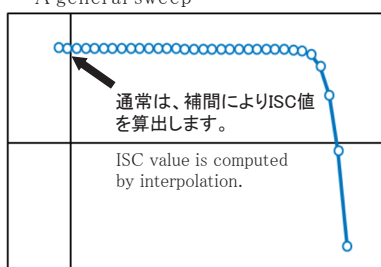 A general sweep
通常は、補間によりISC値
を算出します。
ISC value is computed
by interpolation.